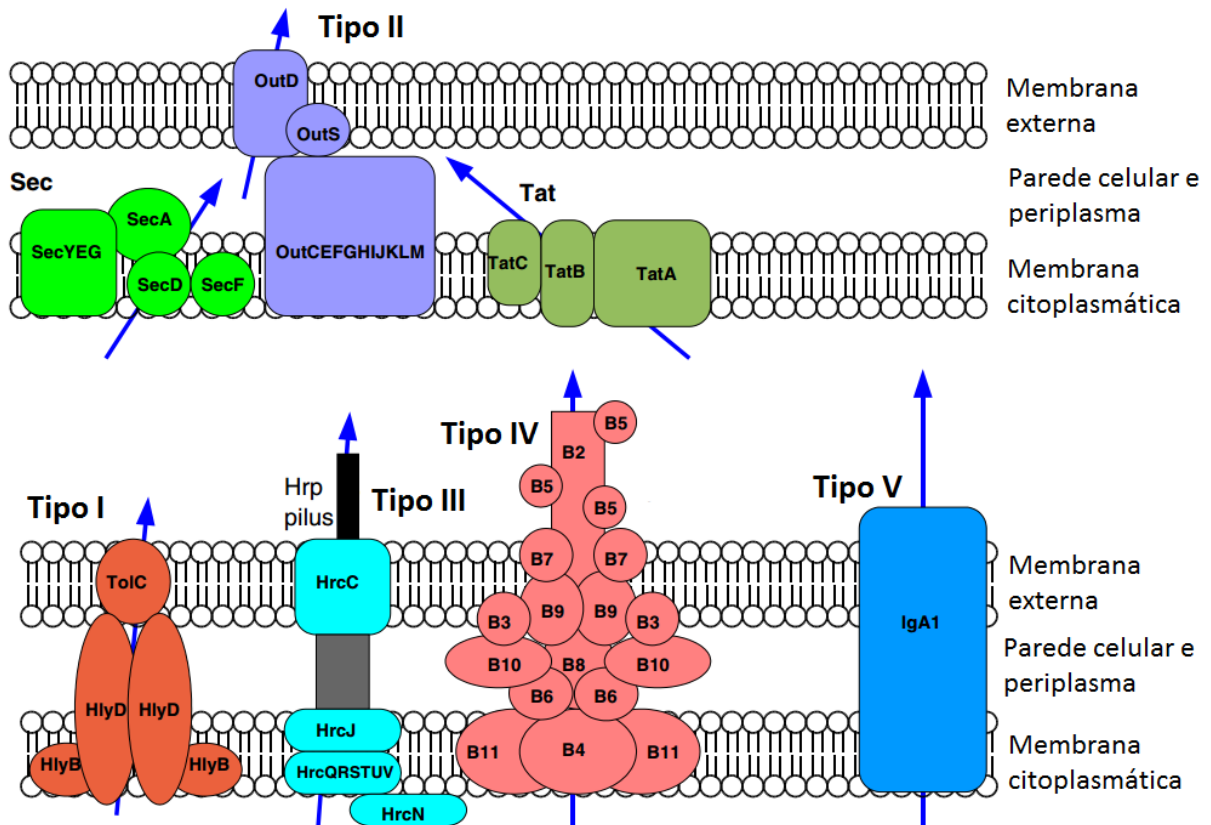 Tipo II
OutD
Membrana
externa
OutS
Sec
Parede celular e
periplasma
Tat
SecA
SecYEG
OutCEFGHIJKLM
TatC
TatB
TatA
SecD
SecF
Membrana
citoplasmática
Tipo IV
B5
B2
Hrp
pilus
Tipo III
B5
B5
Tipo V
Tipo I
B7
B7
Membrana
externa
TolC
HrcC
B9
B9
B3
B3
IgA1
B10
B8
B10
Parede celular e
periplasma
B6
B6
HlyD
HlyD
HrcJ
Membrana
citoplasmática
B11
B4
B11
HlyB
HlyB
HrcQRSTUV
HrcN